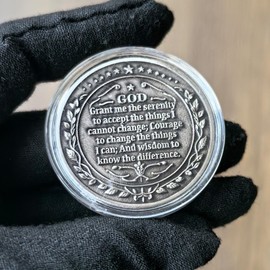 GOD
Grant me the serenity
to accept the things I
cannot change; Courage
to change the things
I can; And wisdom to
know the difference.